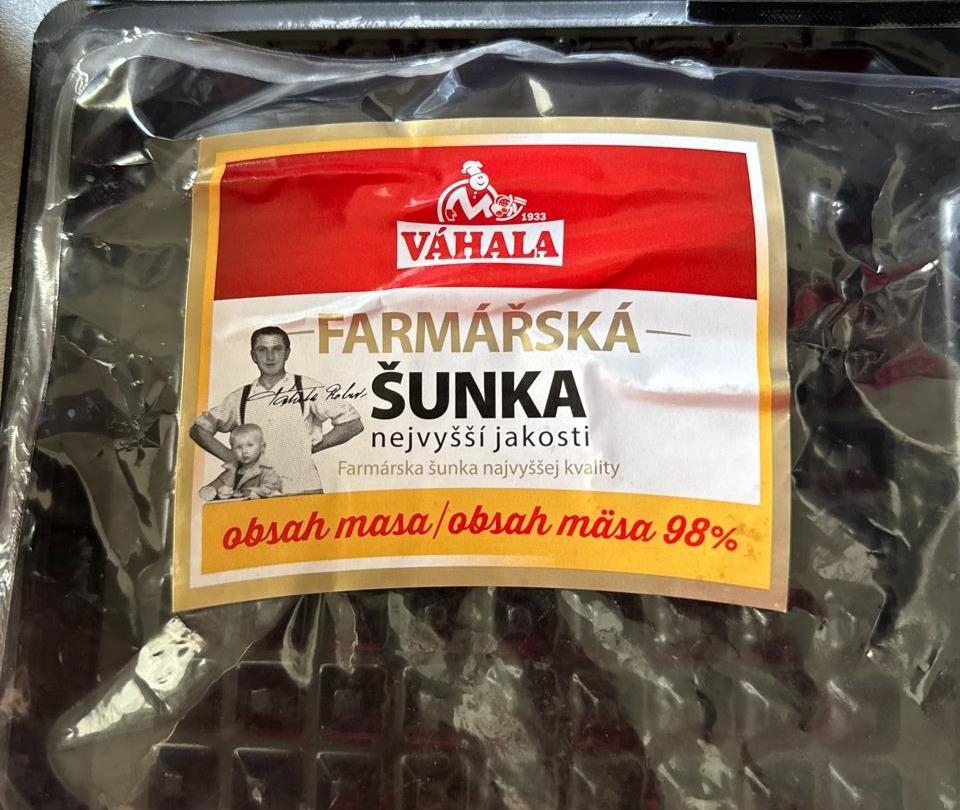 1933
VÁHALA
FARMÁŘSKÁ
ŠUNKA
nejvyšší jakosti
Farmárska šunka najvyššej kvality
obsah masa/obsah mäsa 98%